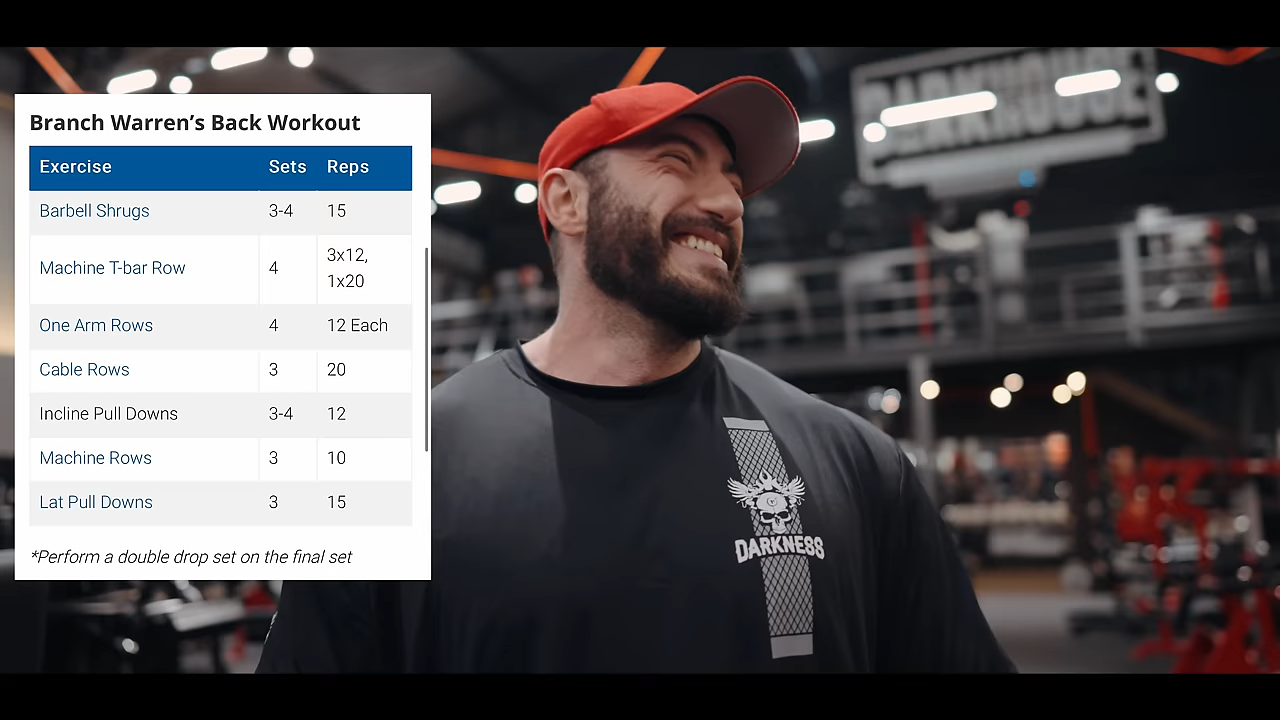 DARKHOUSE
Branch Warren's Back Workout
Exercise Sets Reps
Barbell Shrugs 3-4 15
Machine T-bar Row 4 3x12,
1x20
One Arm Rows 4 12 Each
Cable Rows 3 20
Incline Pull Downs 3-4 12
Machine Rows 3 10
Lat Pull Downs 3 15
*Perform a double drop set on the final set
DARKNESS